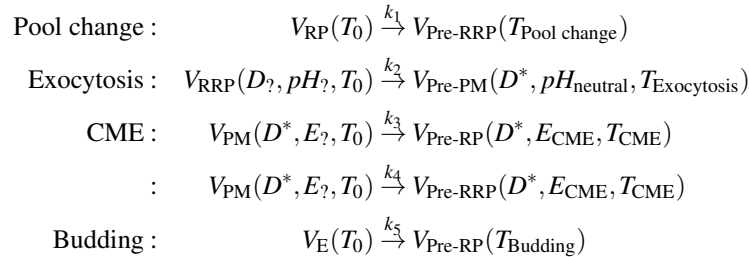 Pool change : V_RP(T_0) →^{k_1} V_Pre-RRP(T_Pool change)
Exocytosis : V_RRP(D_?, pH_?, T_0) →^{k_2} V_Pre-PM(D^*, pH_neutral, T_Exocytosis)
CME : V_PM(D^*, E_?, T_0) →^{k_3} V_Pre-RP(D^*, E_CME, T_CME)
: V_PM(D^*, E_?, T_0) →^{k_4} V_Pre-RRP(D^*, E_CME, T_CME)
Budding : V_E(T_0) →^{k_5} V_Pre-RP(T_Budding)